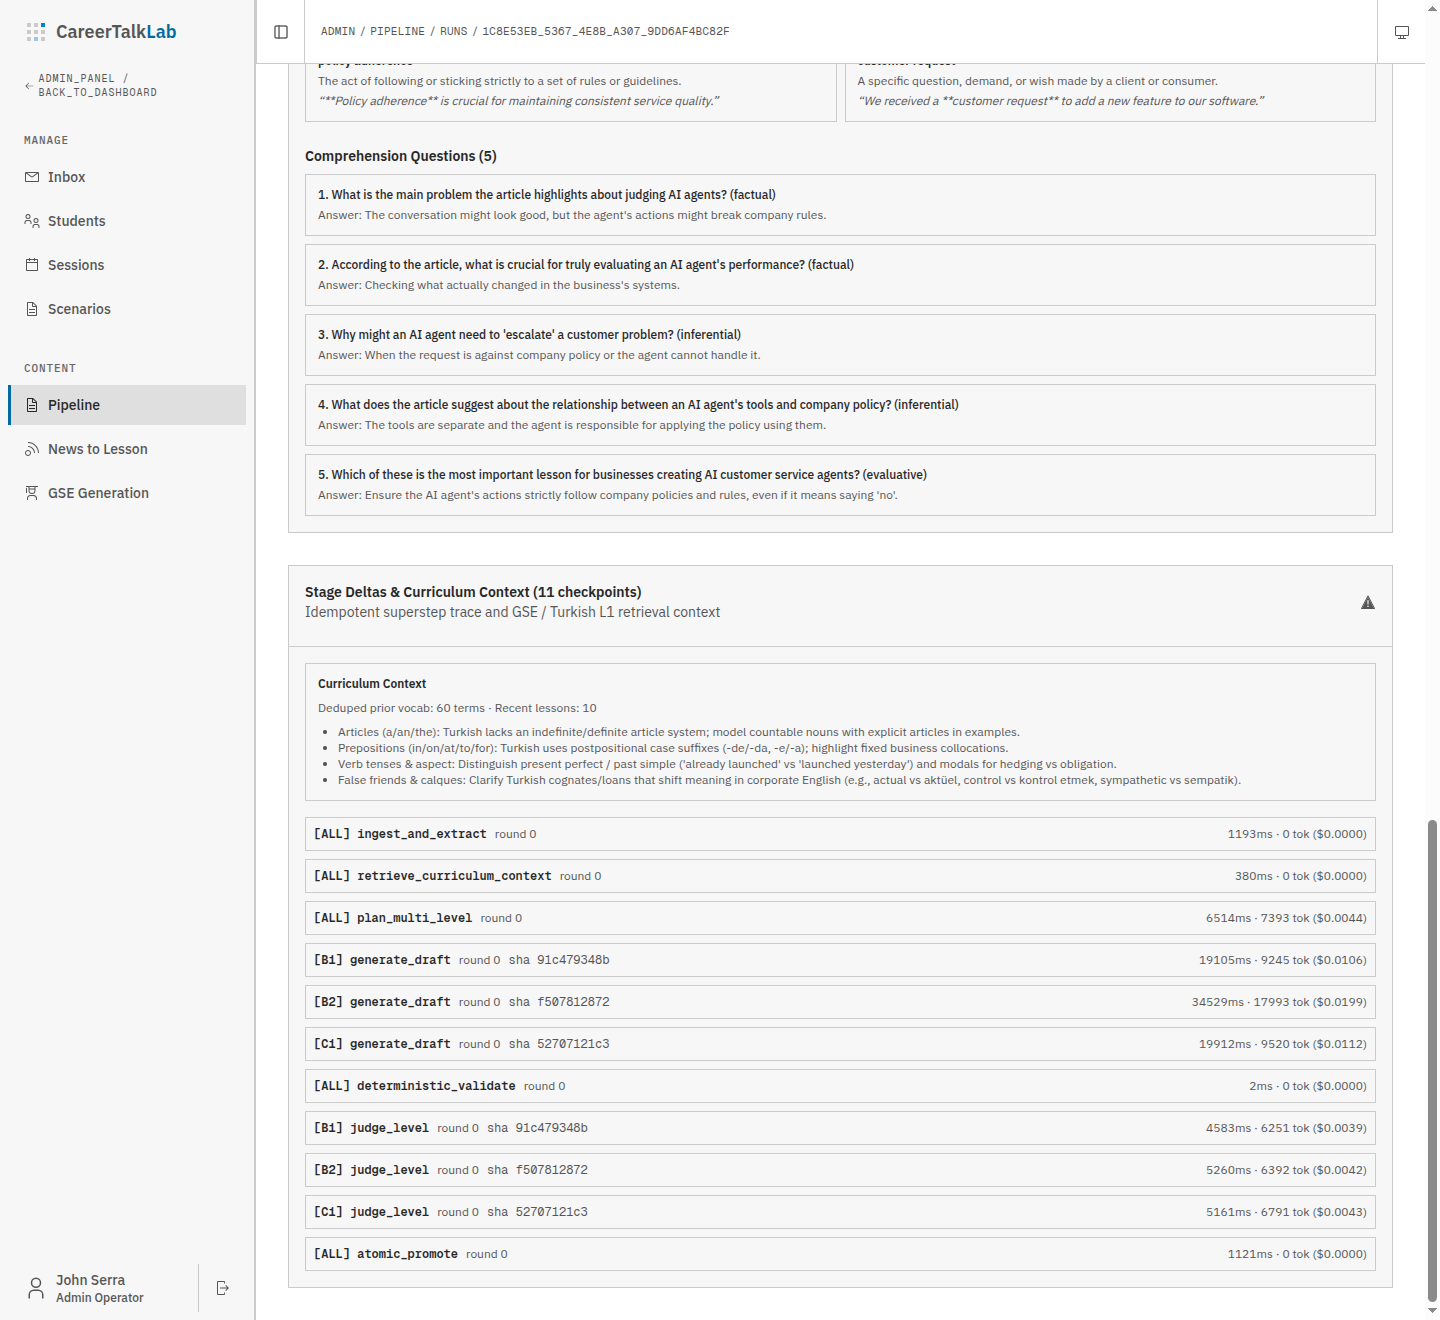 CareerTalkLab
ADMIN / PIPELINE / RUNS / 1C8E53EB_5367_4E8B_A307_9DD6AF4BC82F
ADMIN_PANEL /
BACK_TO_DASHBOARD
MANAGE
Inbox
Students
Sessions
Scenarios
CONTENT
Pipeline
News to Lesson
GSE Generation
John Serra
Admin Operator
policy adherence
The act of following or sticking strictly to a set of rules or guidelines.
“**Policy adherence** is crucial for maintaining consistent service quality.”
customer request
A specific question, demand, or wish made by a client or consumer.
“We received a **customer request** to add a new feature to our software.”
Comprehension Questions (5)
1. What is the main problem the article highlights about judging AI agents? (factual)
Answer: The conversation might look good, but the agent's actions might break company rules.
2. According to the article, what is crucial for truly evaluating an AI agent's performance? (factual)
Answer: Checking what actually changed in the business's systems.
3. Why might an AI agent need to 'escalate' a customer problem? (inferential)
Answer: When the request is against company policy or the agent cannot handle it.
4. What does the article suggest about the relationship between an AI agent's tools and company policy? (inferential)
Answer: The tools are separate and the agent is responsible for applying the policy using them.
5. Which of these is the most important lesson for businesses creating AI customer service agents? (evaluative)
Answer: Ensure the AI agent's actions strictly follow company policies and rules, even if it means saying 'no'.
Stage Deltas & Curriculum Context (11 checkpoints)
Idempotent superstep trace and GSE / Turkish L1 retrieval context
Curriculum Context
Deduped prior vocab: 60 terms · Recent lessons: 10
• Articles (a/an/the): Turkish lacks an indefinite/definite article system; model countable nouns with explicit articles in examples.
• Prepositions (in/on/at/to/for): Turkish uses postpositional case suffixes (-de/-da, -e/-a); highlight fixed business collocations.
• Verb tenses & aspect: Distinguish present perfect / past simple ('already launched' vs 'launched yesterday') and modals for hedging vs obligation.
• False friends & calques: Clarify Turkish cognates/loans that shift meaning in corporate English (e.g., actual vs aktüel, control vs kontrol etmek, sympathetic vs sempatik).
[ALL] ingest_and_extract round 0 1193ms · 0 tok ($0.0000)
[ALL] retrieve_curriculum_context round 0 380ms · 0 tok ($0.0000)
[ALL] plan_multi_level round 0 6514ms · 7393 tok ($0.0044)
[B1] generate_draft round 0 sha 91c479348b 19105ms · 9245 tok ($0.0106)
[B2] generate_draft round 0 sha f507812872 34529ms · 17993 tok ($0.0199)
[C1] generate_draft round 0 sha 52707121c3 19912ms · 9520 tok ($0.0112)
[ALL] deterministic_validate round 0 2ms · 0 tok ($0.0000)
[B1] judge_level round 0 sha 91c479348b 4583ms · 6251 tok ($0.0039)
[B2] judge_level round 0 sha f507812872 5260ms · 6392 tok ($0.0042)
[C1] judge_level round 0 sha 52707121c3 5161ms · 6791 tok ($0.0043)
[ALL] atomic_promote round 0 1121ms · 0 tok ($0.0000)